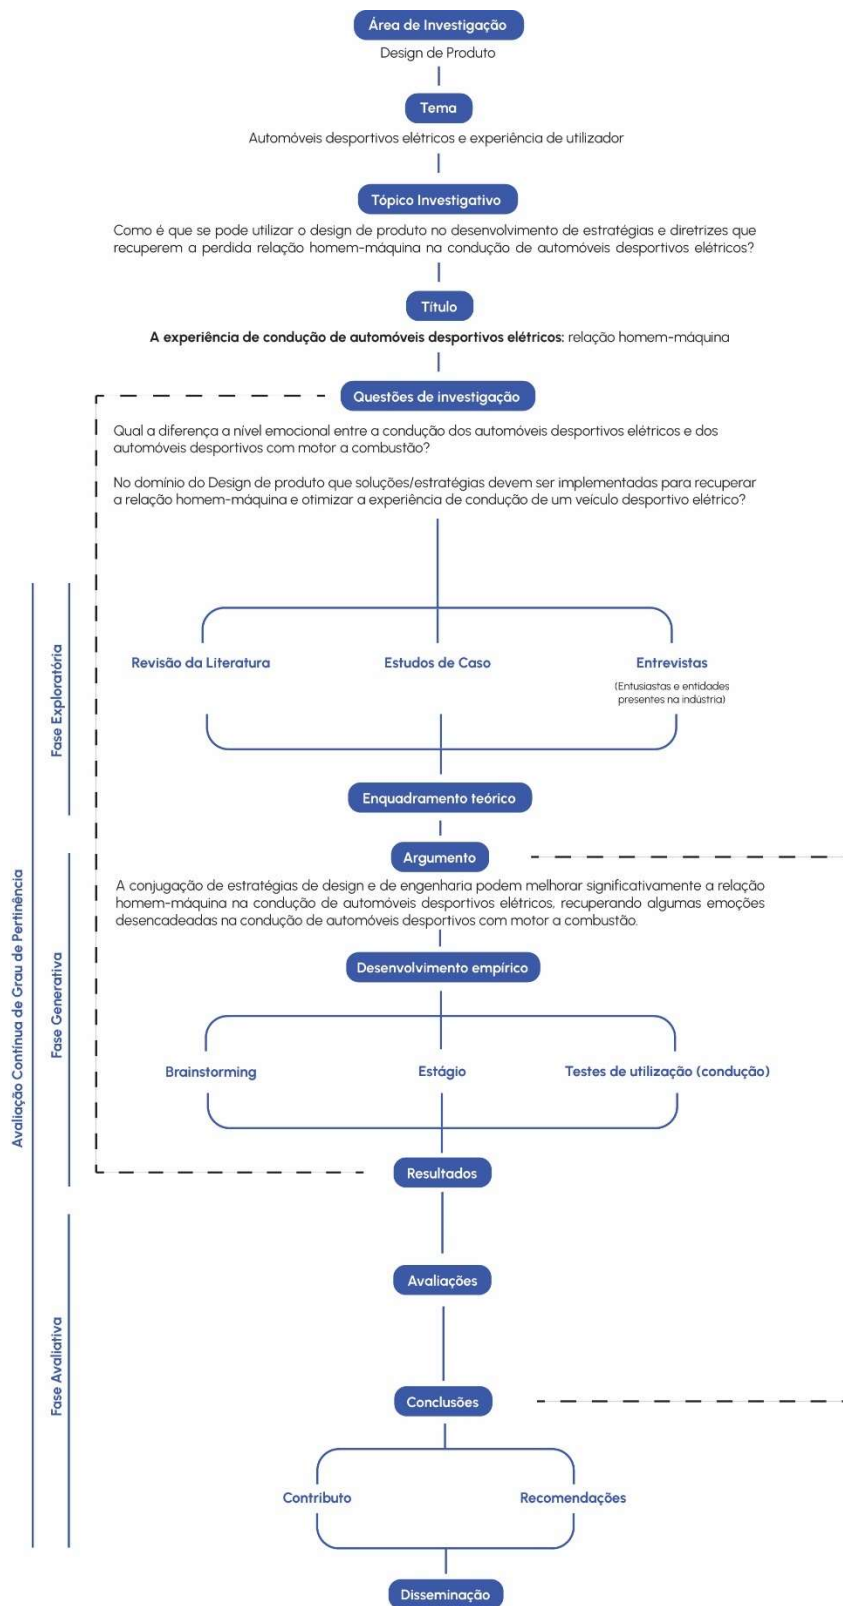 Área de Investigação
Design de Produto
Tema
Automóveis desportivos elétricos e experiência de utilizador
Tópico Investigativo
Como é que se pode utilizar o design de produto no desenvolvimento de estratégias e diretrizes que
recuperem a perdida relação homem-máquina na condução de automóveis desportivos elétricos?
Título
A experiência de condução de automóveis desportivos elétricos: relação homem-máquina
Questões de investigação
Qual a diferença a nível emocional entre a condução dos automóveis desportivos elétricos e dos
automóveis desportivos com motor a combustão?
No domínio do Design de produto que soluções/estratégias devem ser implementadas para recuperar
a relação homem-máquina e otimizar a experiência de condução de um veículo desportivo elétrico?
Avaliação Contínua de Grau de Pertinência
Fase Exploratória
Revisão da Literatura
Estudos de Caso
Entrevistas
(Entusiastas e entidades
presentes na indústria)
Enquadramento teórico
Fase Generativa
Argumento
A conjugação de estratégias de design e de engenharia podem melhorar significativamente a relação
homem-máquina na condução de automóveis desportivos elétricos, recuperando algumas emoções
desencadeadas na condução de automóveis desportivos com motor a combustão.
Desenvolvimento empírico
Brainstorming
Estágio
Testes de utilização (condução)
Resultados
Fase Avaliativa
Avaliações
Conclusões
Contributo
Recomendações
Disseminação